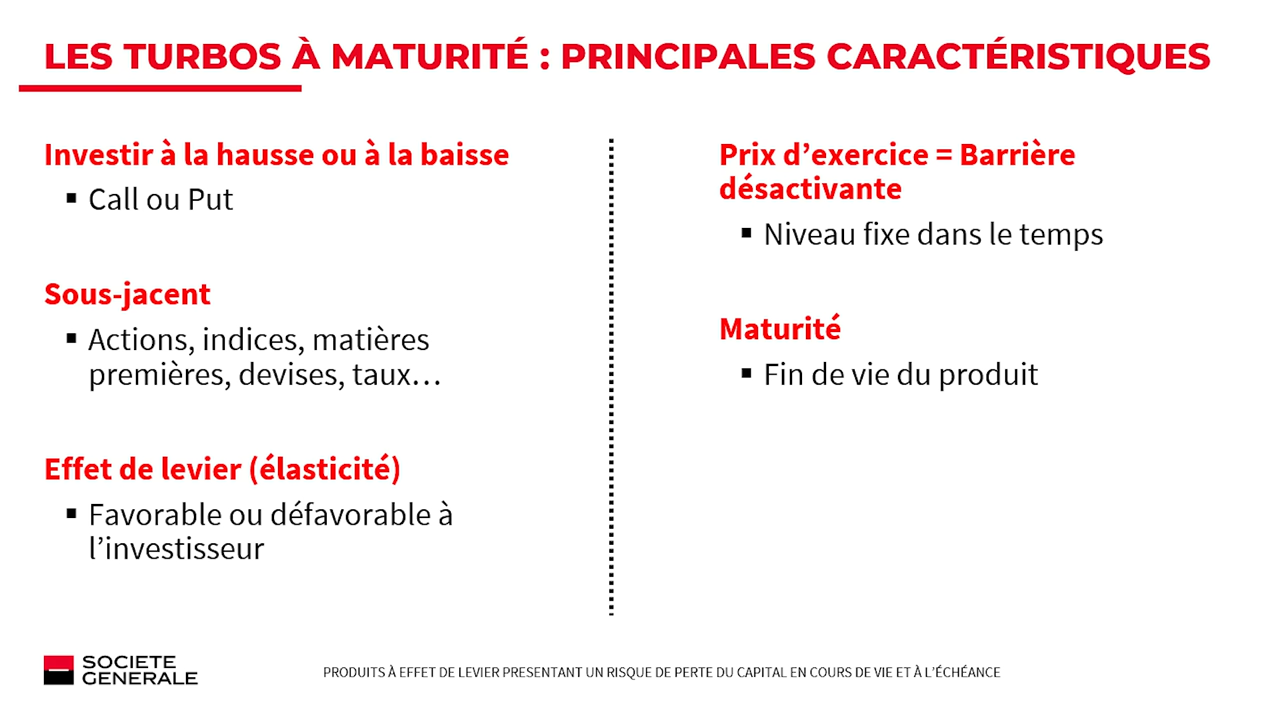 LES TURBOS À MATURITÉ : PRINCIPALES CARACTÉRISTIQUES
Investir à la hausse ou à la baisse
▪ Call ou Put
Sous-jacent
▪ Actions, indices, matières
premières, devises, taux…
Effet de levier (élasticité)
▪ Favorable ou défavorable à
l’investisseur
Prix d’exercice = Barrière
désactivante
▪ Niveau fixe dans le temps
Maturité
▪ Fin de vie du produit
SOCIETE
GENERALE
PRODUITS À EFFET DE LEVIER PRESENTANT UN RISQUE DE PERTE DU CAPITAL EN COURS DE VIE ET À L’ÉCHÉANCE